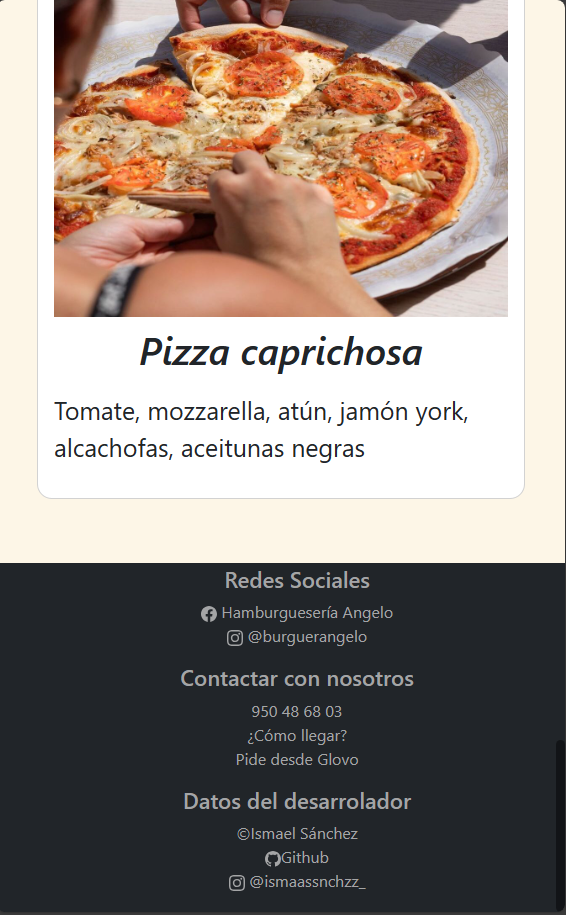 Pizza caprichosa
Tomate, mozzarella, atún, jamón york,
alcachofas, aceitunas negras
Redes Sociales
Hamburguesería Angelo
@burguerangelo
Contactar con nosotros
950 48 68 03
¿Cómo llegar?
Pide desde Glovo
Datos del desarrolador
©Ismael Sánchez
Github
@ismaassnchzz_